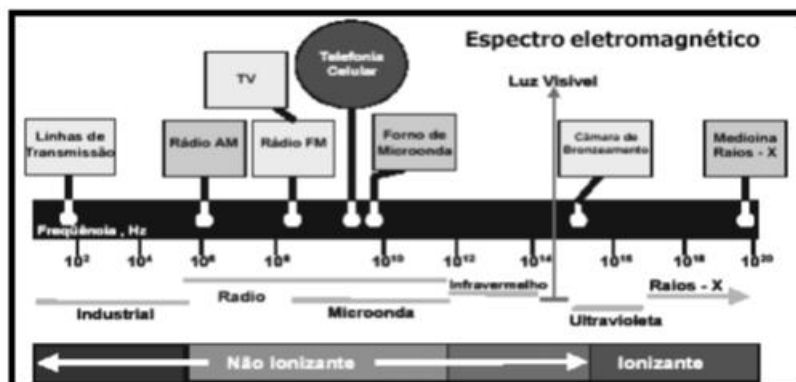 Espectro eletromagnético
Telefonia
Celular
TV
Luz Visivel
Linhas de
Transmissão
Rádio AM
Rádio FM
Forno de
Microonda
Câmara de
Bronzeamento
Medicina
Raios - X
Freqüência, Hz
10² 10⁴ 10⁶ 10⁸ 10¹⁰ 10¹² 10¹⁴ 10¹⁶ 10¹⁸ 10²⁰
Industrial
Radio
Microonda
Infravermelho
Ultravioleta
Raios - X
Não Ionizante
Ionizante